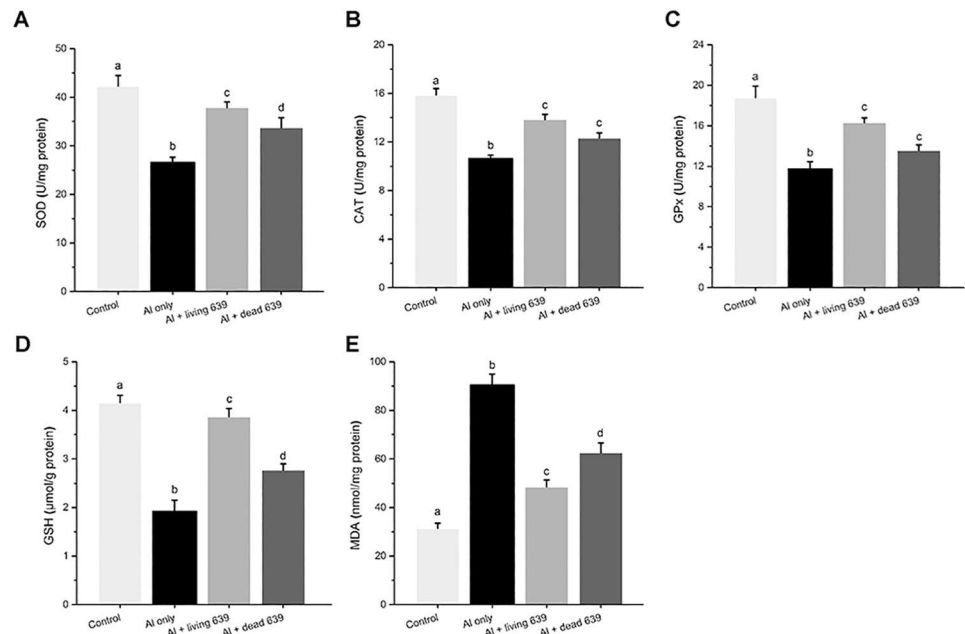 A
SOD (U/mg protein)
50
40
30
20
10
0
a
b
c
d
Control
Al only
Al + living 639
Al + dead 639
B
CAT (U/mg protein)
20
16
12
8
4
0
a
b
c
c
Control
Al only
Al + living 639
Al + dead 639
C
GPx (U/mg protein)
24
20
16
12
8
4
0
a
b
c
c
Control
Al only
Al + living 639
Al + dead 639
D
GSH (μmol/g protein)
5
4
3
2
1
0
a
b
c
d
Control
Al only
Al + living 639
Al + dead 639
E
MDA (nmol/mg protein)
100
80
60
40
20
0
a
b
c
d
Control
Al only
Al + living 639
Al + dead 639